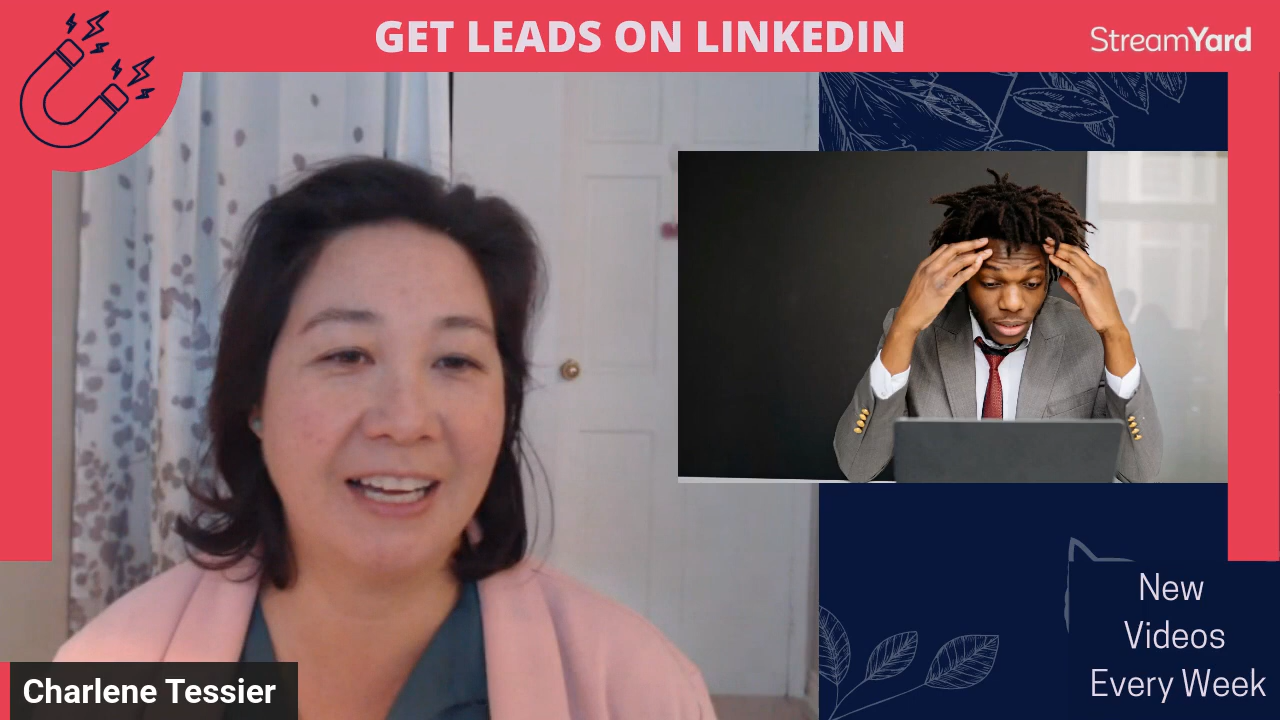 GET LEADS ON LINKEDIN
StreamYard
New
Videos
Every Week
Charlene Tessier